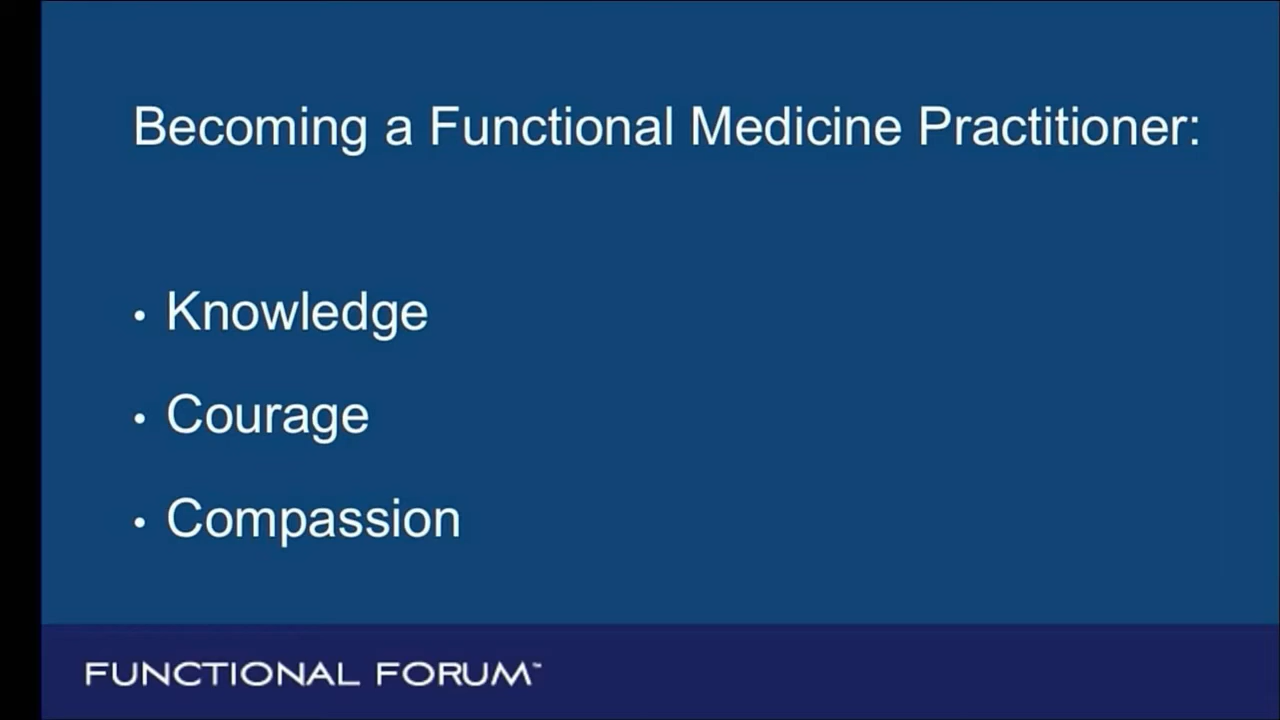 Becoming a Functional Medicine Practitioner:
• Knowledge
• Courage
• Compassion
FUNCTIONAL FORUM™